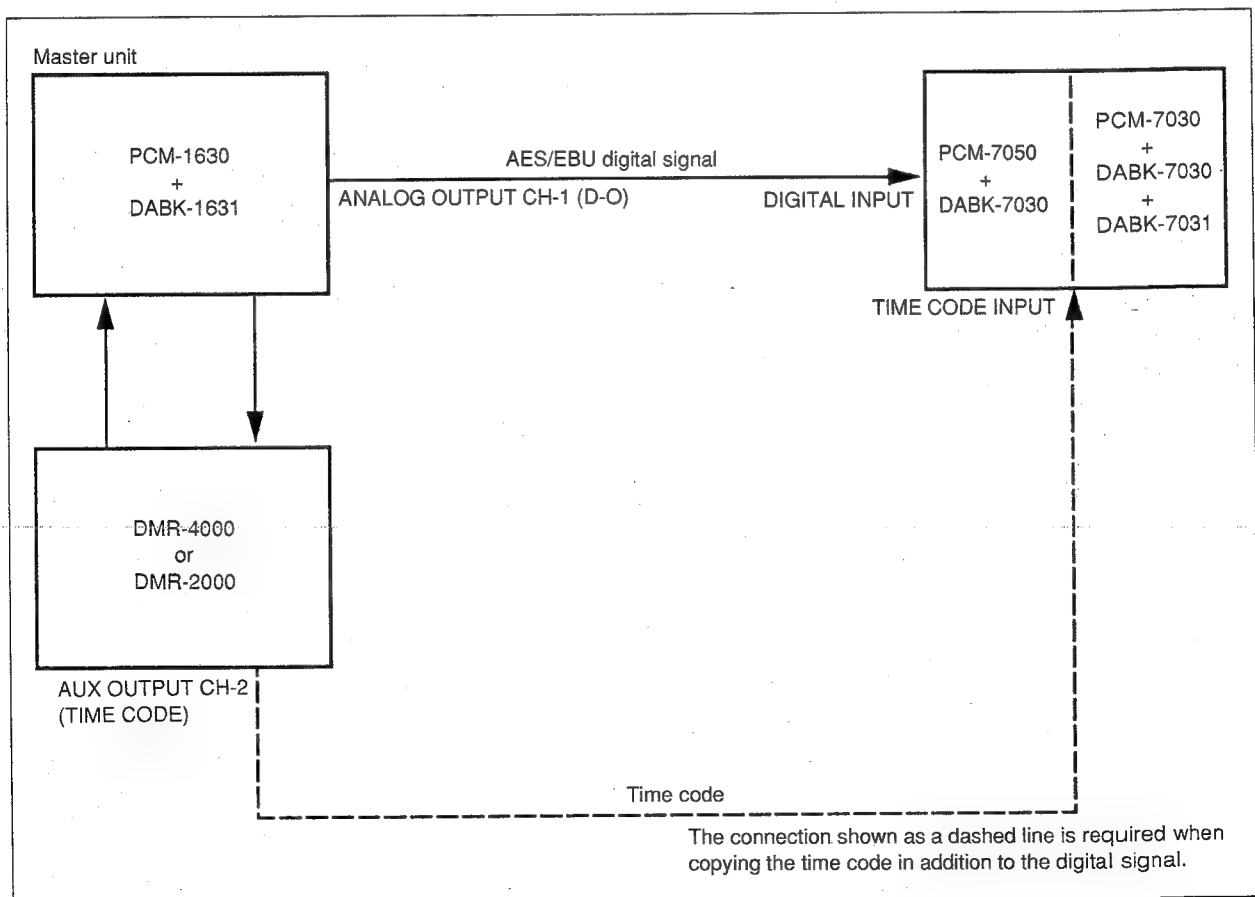 Master unit
PCM-1630
+
DABK-1631
AES/EBU digital signal
ANALOG OUTPUT CH-1 (D-O)
DIGITAL INPUT
PCM-7050
+
DABK-7030
PCM-7030
+
DABK-7030
+
DABK-7031
TIME CODE INPUT
DMR-4000
or
DMR-2000
AUX OUTPUT CH-2
(TIME CODE)
Time code
The connection shown as a dashed line is required when
copying the time code in addition to the digital signal.